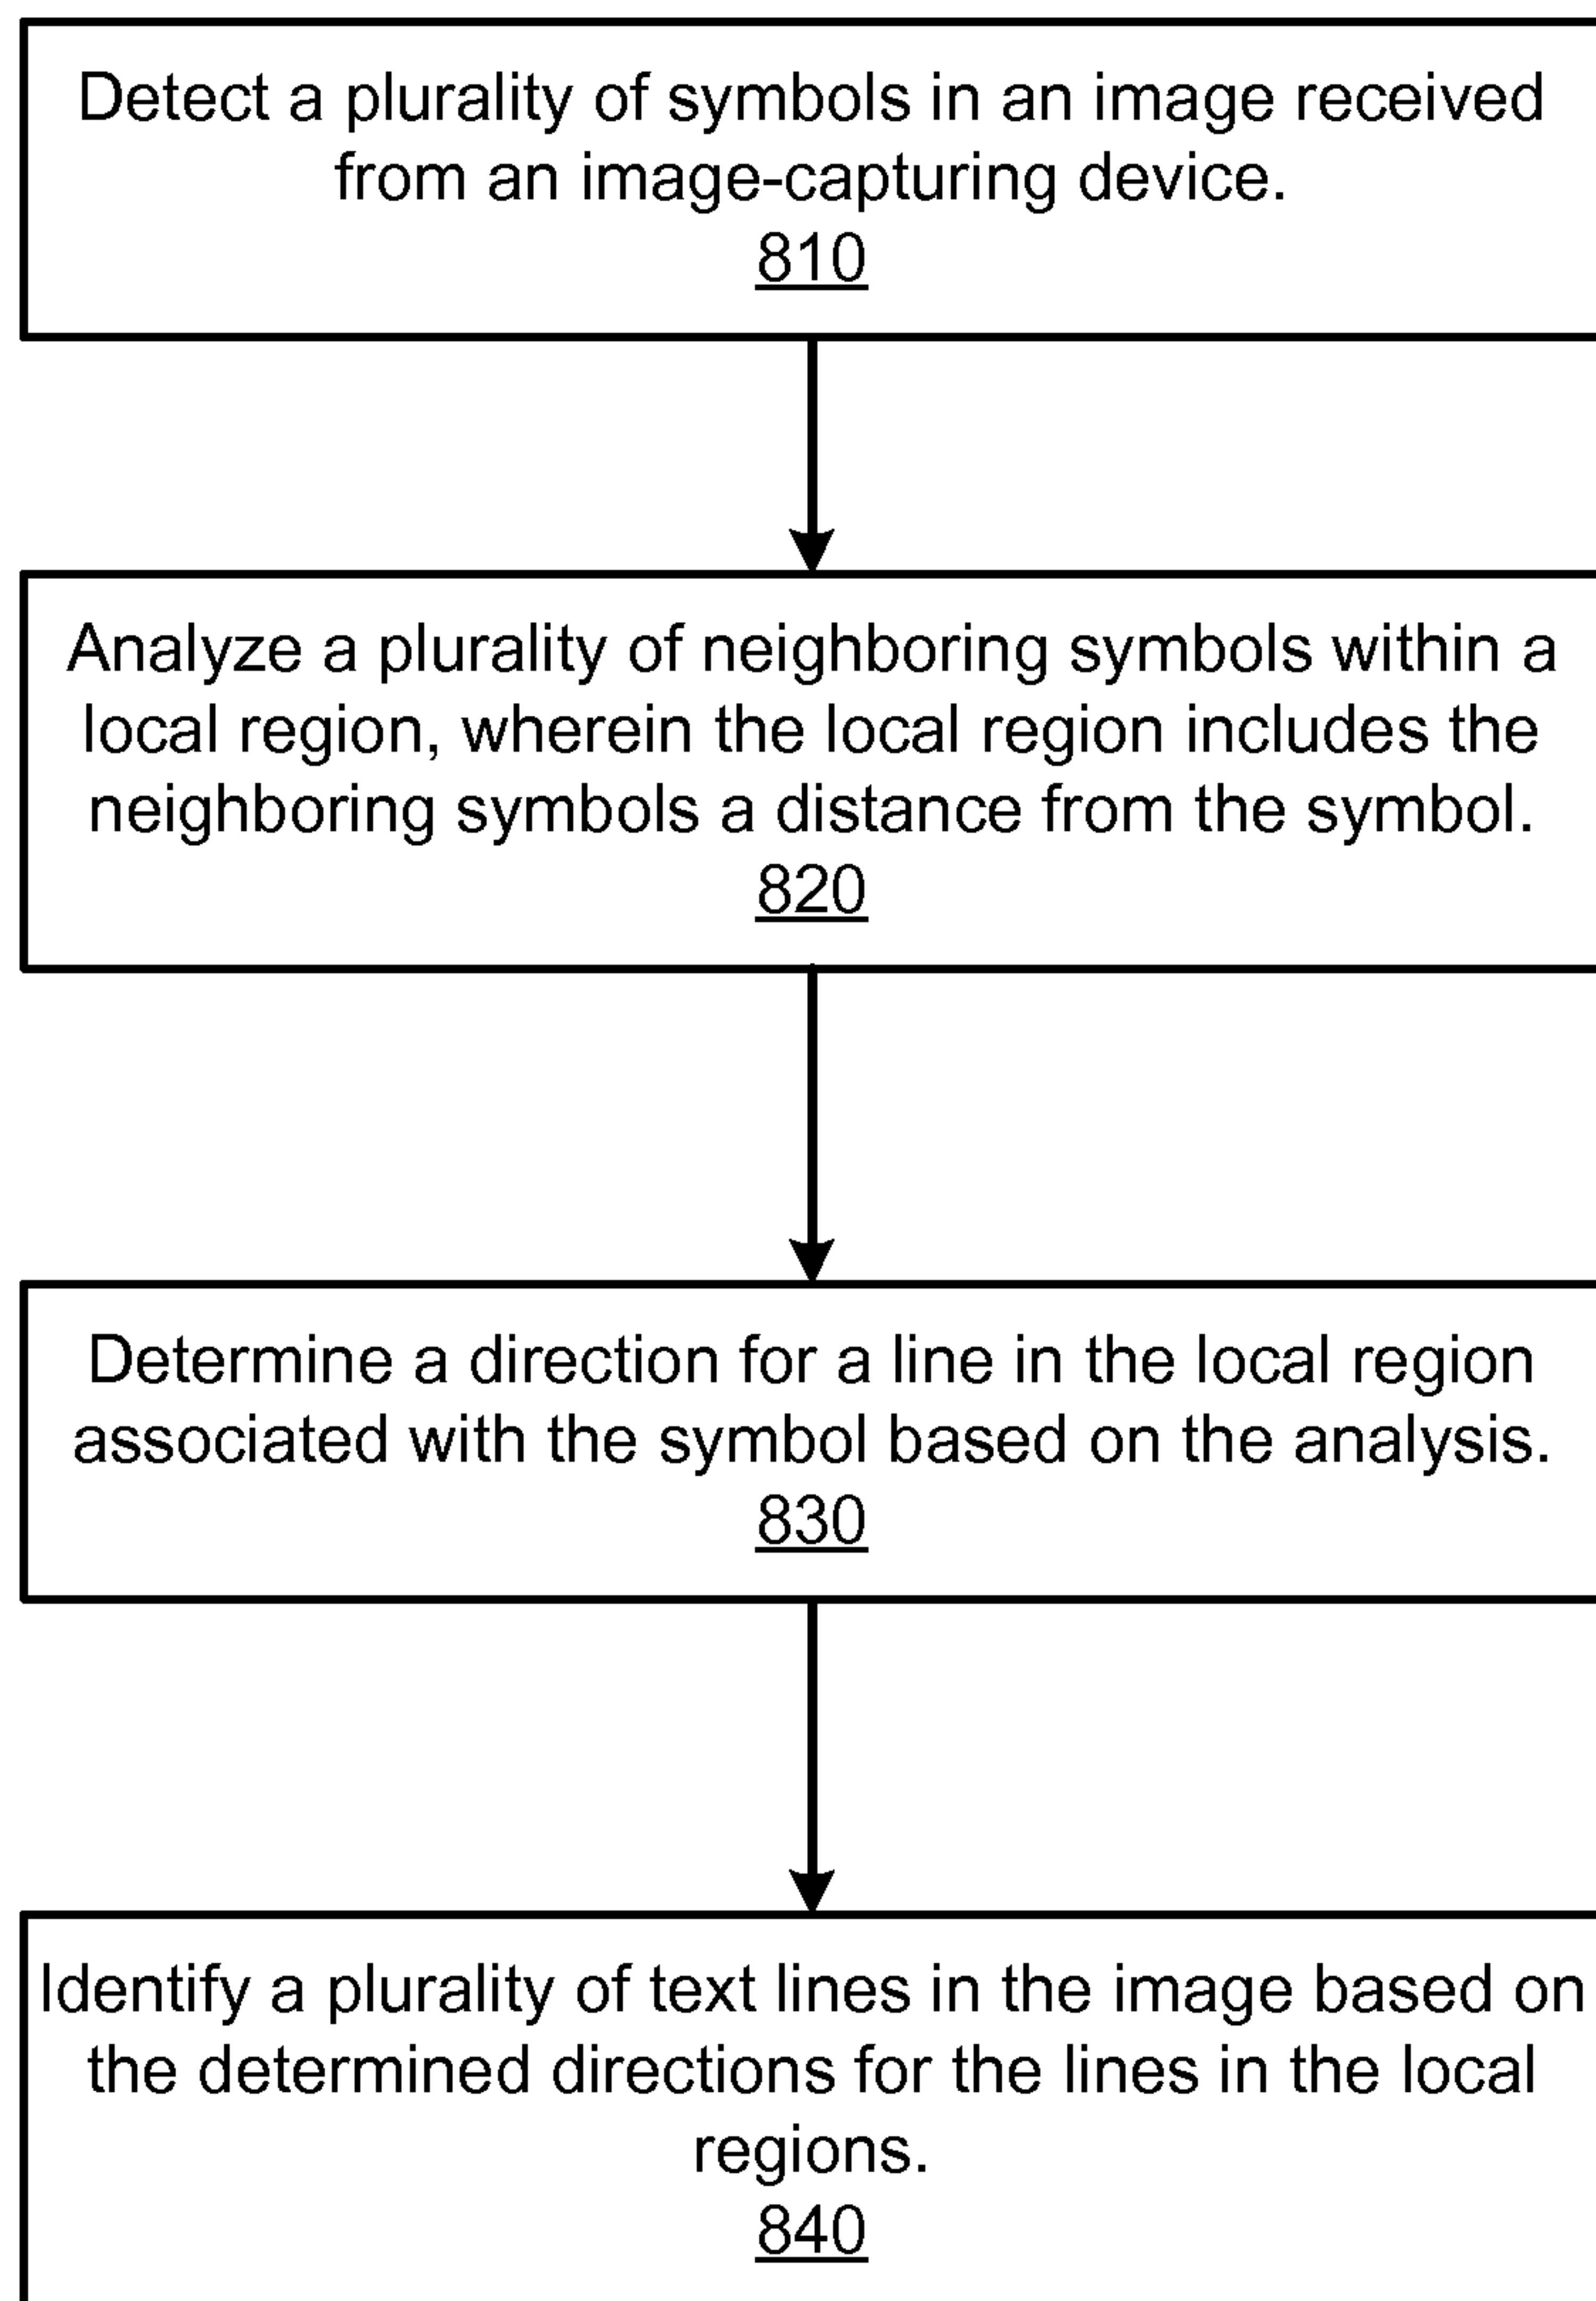 Detect a plurality of symbols in an image received
from an image-capturing device.
810
Analyze a plurality of neighboring symbols within a
local region, wherein the local region includes the
neighboring symbols a distance from the symbol.
820
Determine a direction for a line in the local region
associated with the symbol based on the analysis.
830
Identify a plurality of text lines in the image based on
the determined directions for the lines in the local
regions.
840